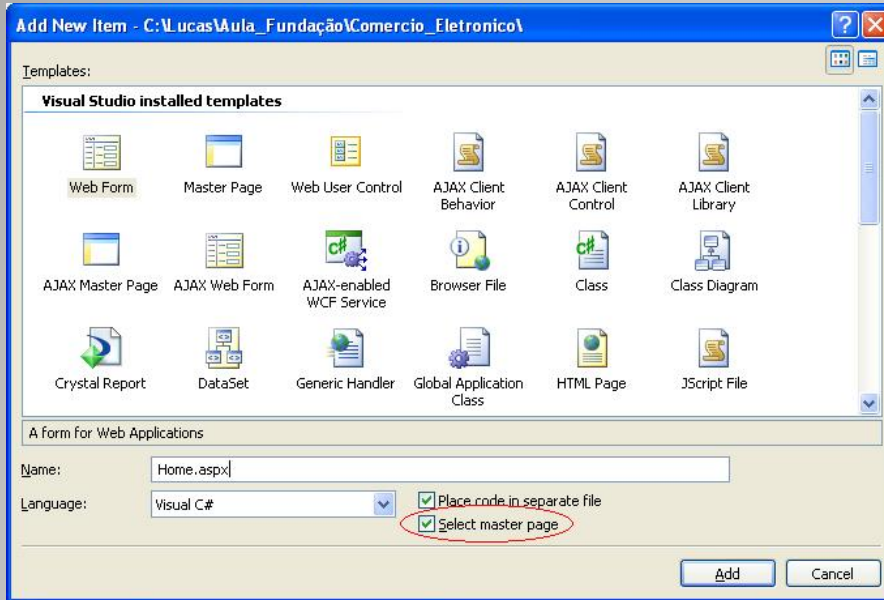 Add New Item - C:\Lucas\Aula_Fundação\Comercio_Eletronico\
Templates:
Visual Studio installed templates
Web Form
Master Page
Web User Control
AJAX Client Behavior
AJAX Client Control
AJAX Client Library
AJAX Master Page
AJAX Web Form
AJAX-enabled WCF Service
Browser File
Class
Class Diagram
Crystal Report
DataSet
Generic Handler
Global Application Class
HTML Page
JScript File
A form for Web Applications
Name: Home.aspx
Language: Visual C#
Place code in separate file
Select master page
Add Cancel